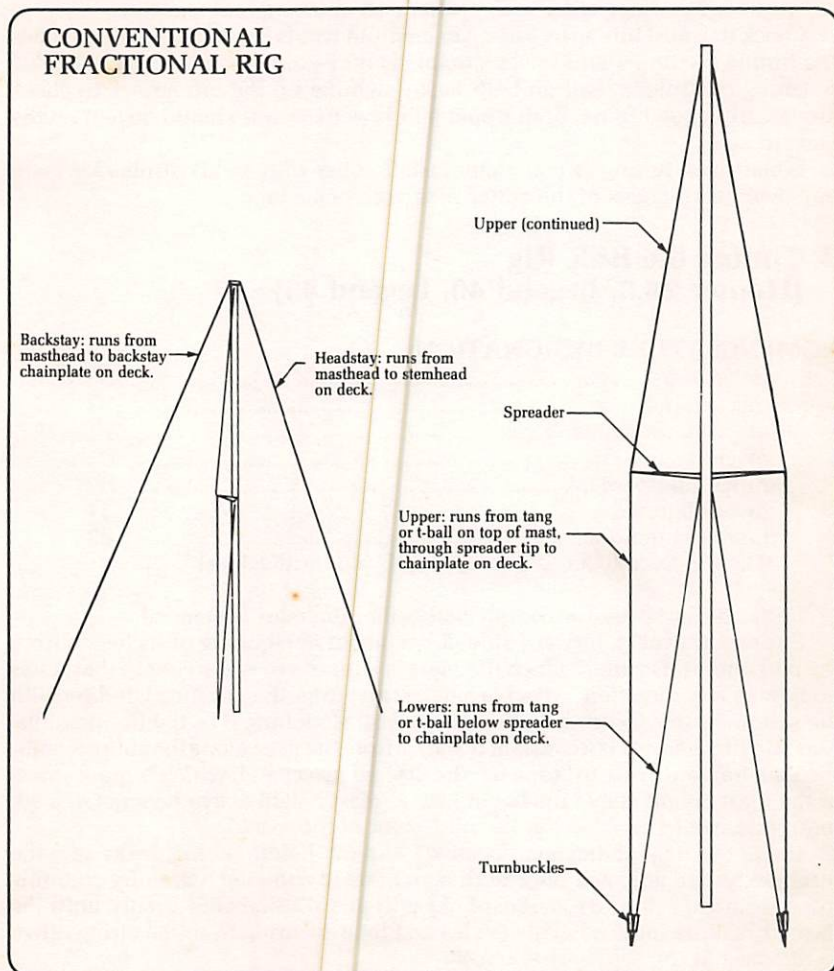 CONVENTIONAL
FRACTIONAL RIG
Backstay: runs from
masthead to backstay
chainplate on deck.
Headstay: runs from
masthead to stemhead
on deck.
Upper (continued)
Spreader
Upper: runs from tang
or t-ball on top of mast,
through spreader tip to
chainplate on deck.
Lowers: runs from tang
or t-ball below spreader
to chainplate on deck.
Turnbuckles